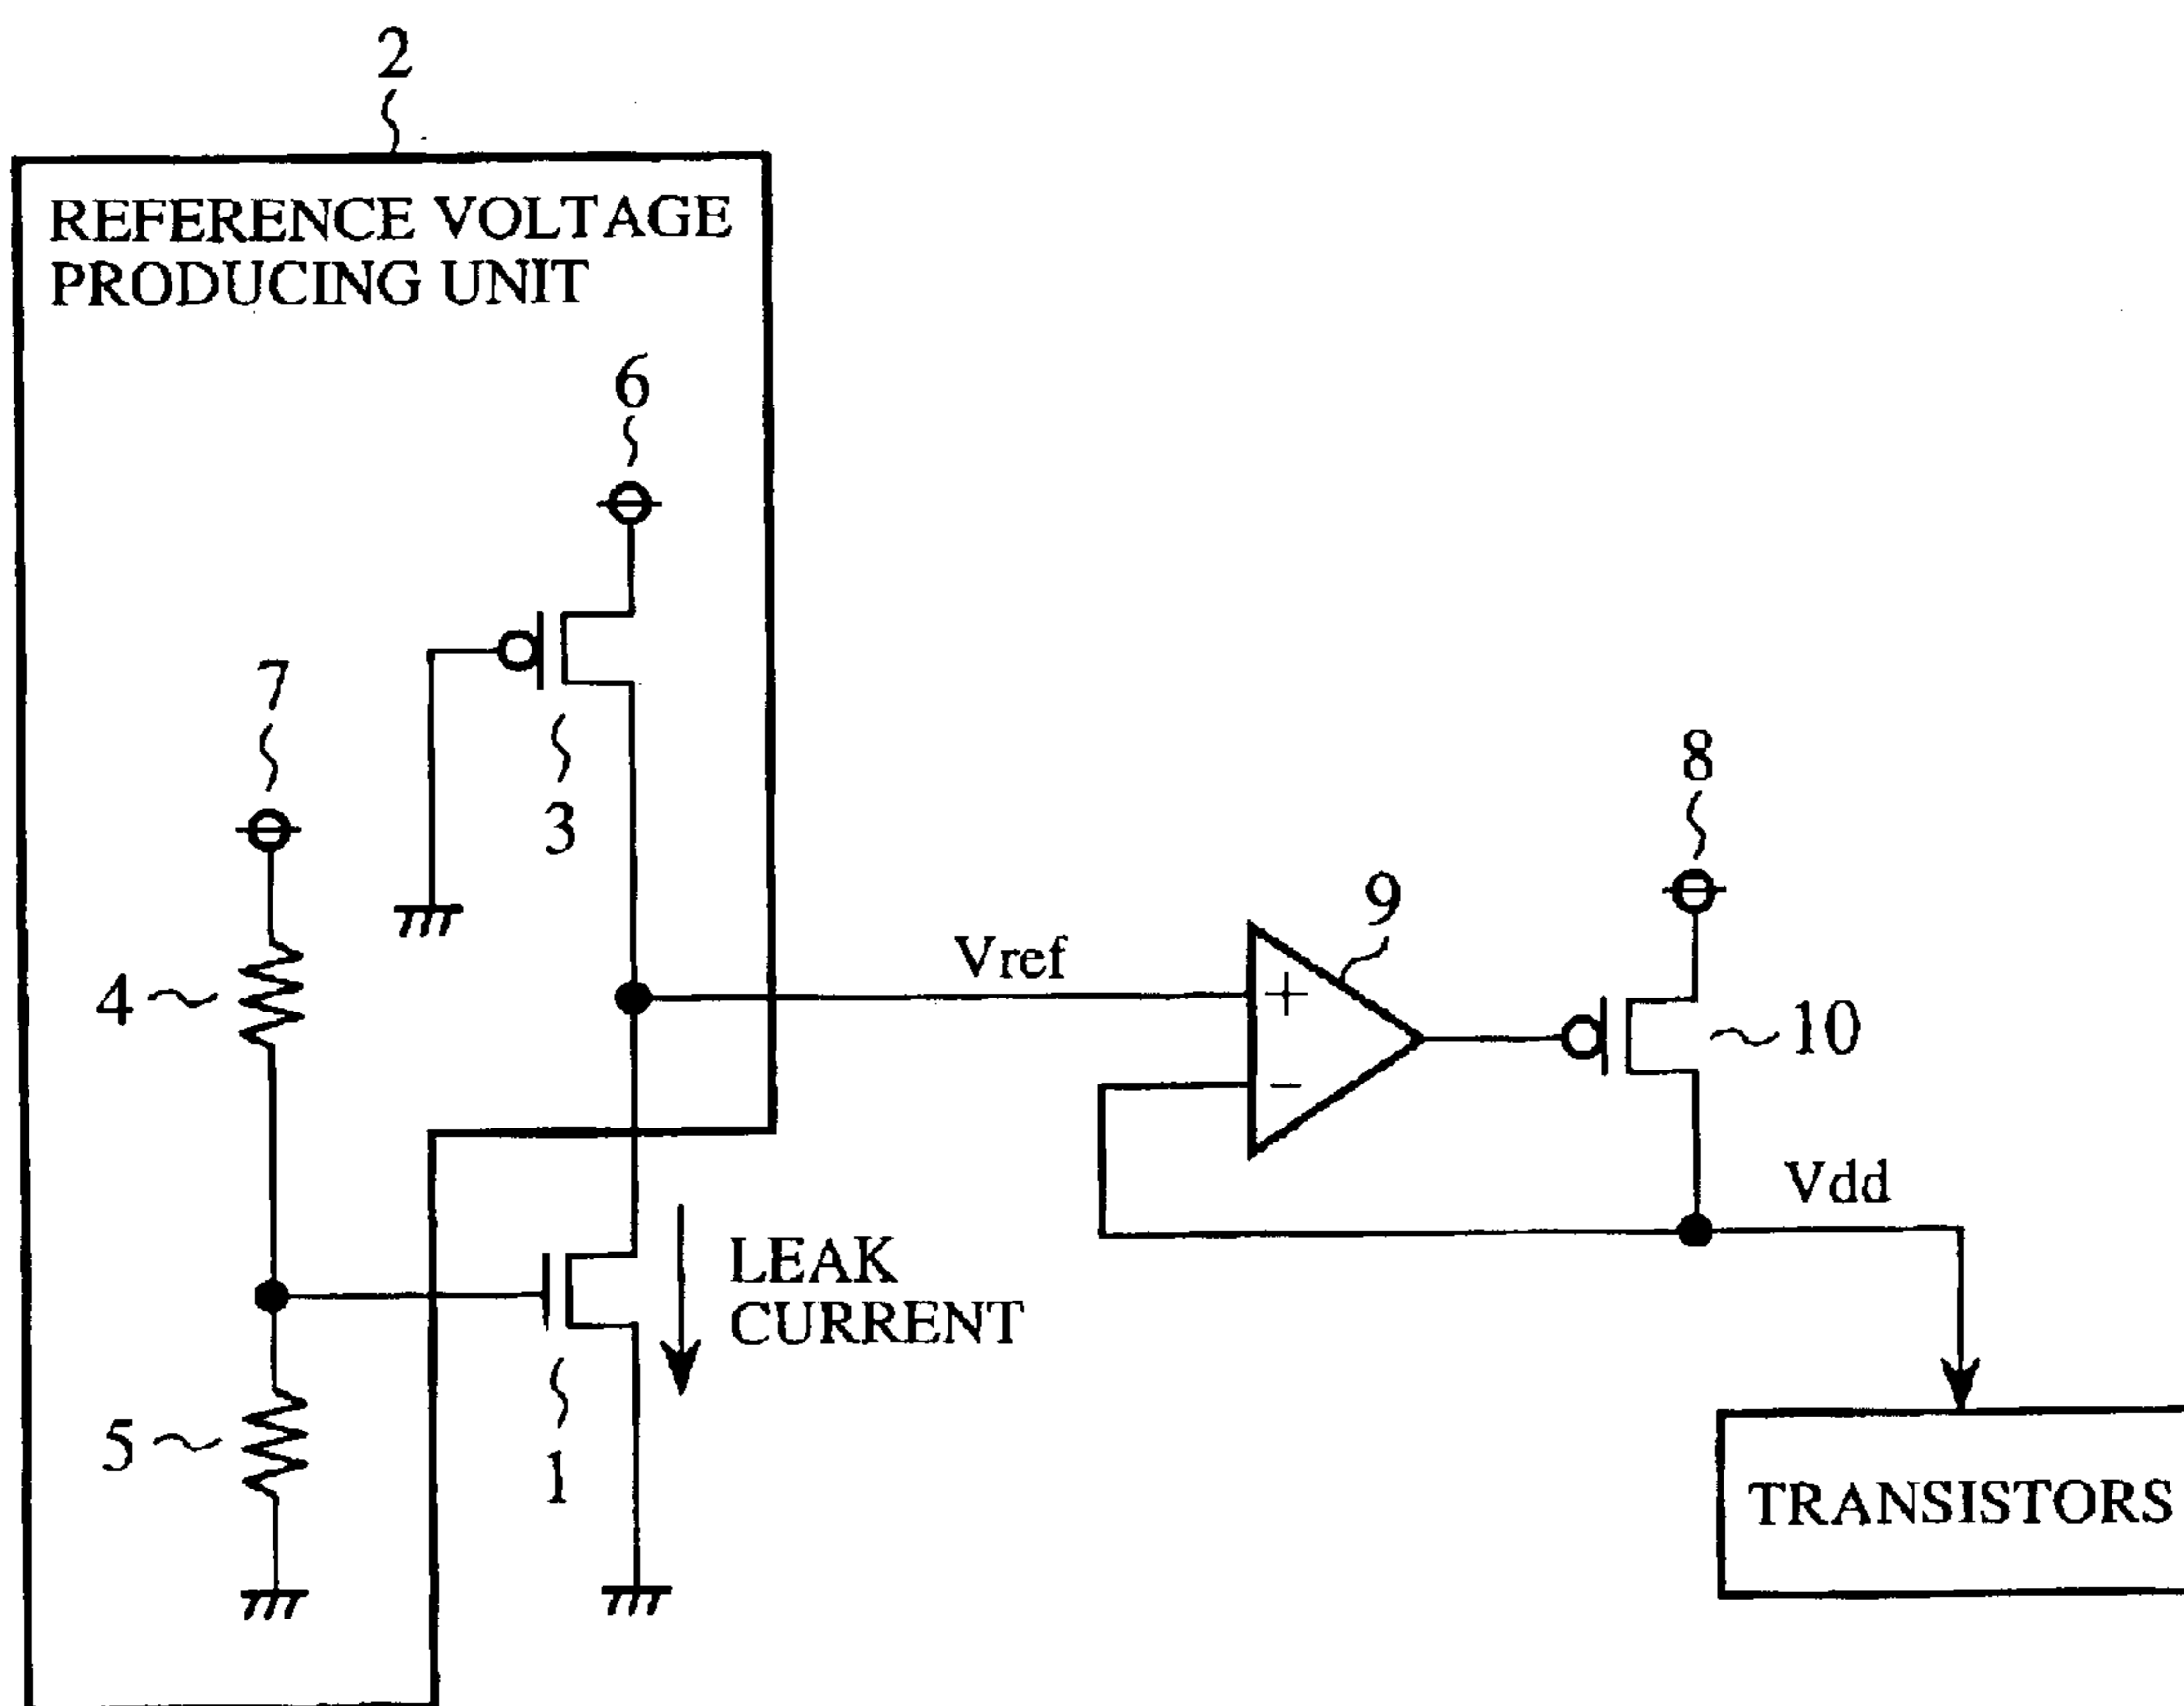 2
REFERENCE VOLTAGE
PRODUCING UNIT
6
7
3
8
9
4
Vref
+
10
−
Vdd
LEAK
CURRENT
5
1
TRANSISTORS